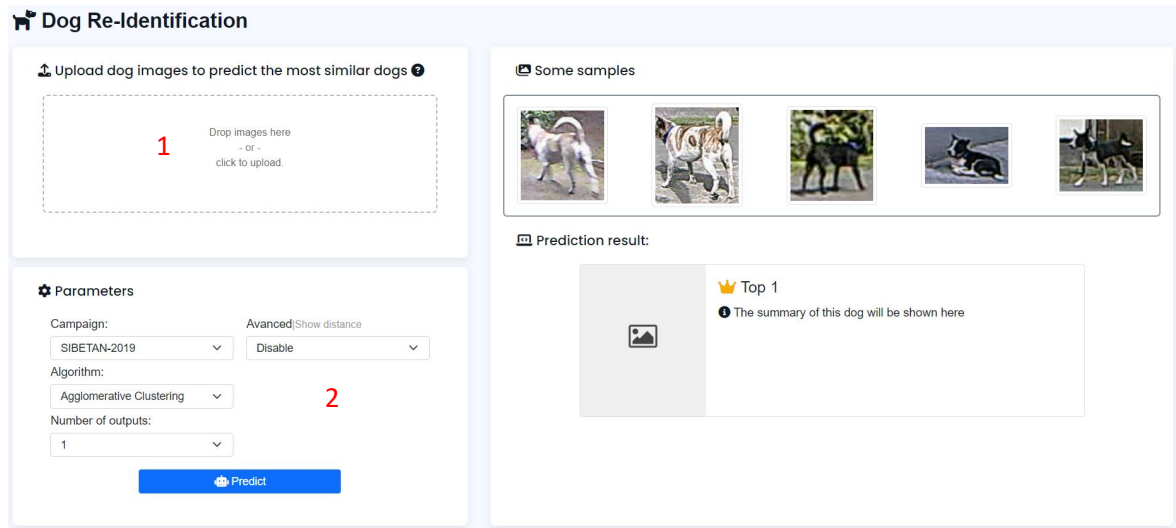 Dog Re-Identification
Upload dog images to predict the most similar dogs
1
Drop images here
- or -
click to upload.
Parameters
Campaign:
Avanced|Show distance
SIBETAN-2019
Disable
Algorithm:
Agglomerative Clustering
2
Number of outputs:
1
Predict
Some samples
Prediction result:
Top 1
The summary of this dog will be shown here